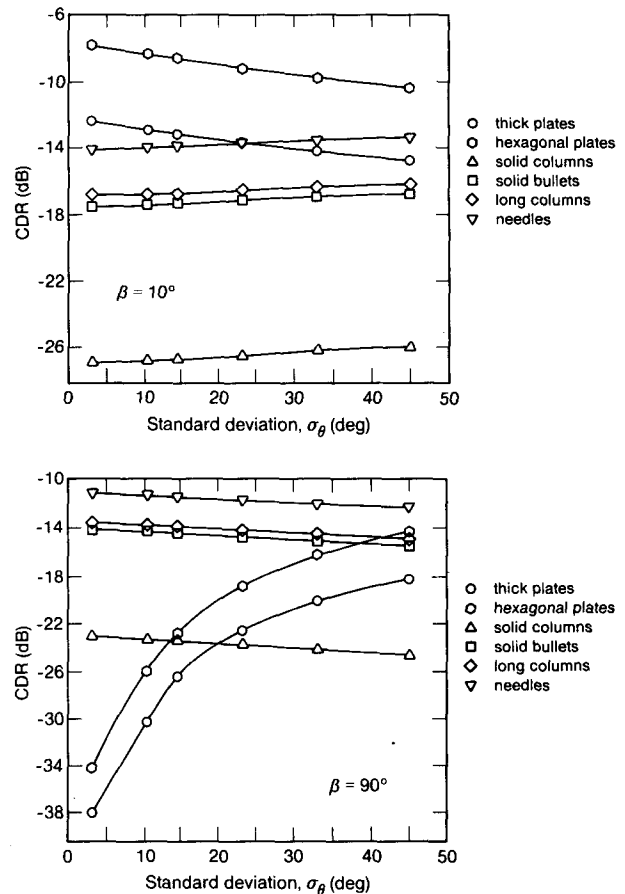 -6
-10
-14
-18
-22
-26
CDR (dB)
β = 10°
0 10 20 30 40 50
Standard deviation, σθ (deg)
thick plates
hexagonal plates
solid columns
solid bullets
long columns
needles
-10
-14
-18
-22
-26
-30
-33
-38
CDR (dB)
β = 90°
0 10 20 30 40 50
Standard deviation, σθ (deg)
thick plates
hexagonal plates
solid columns
solid bullets
long columns
needles